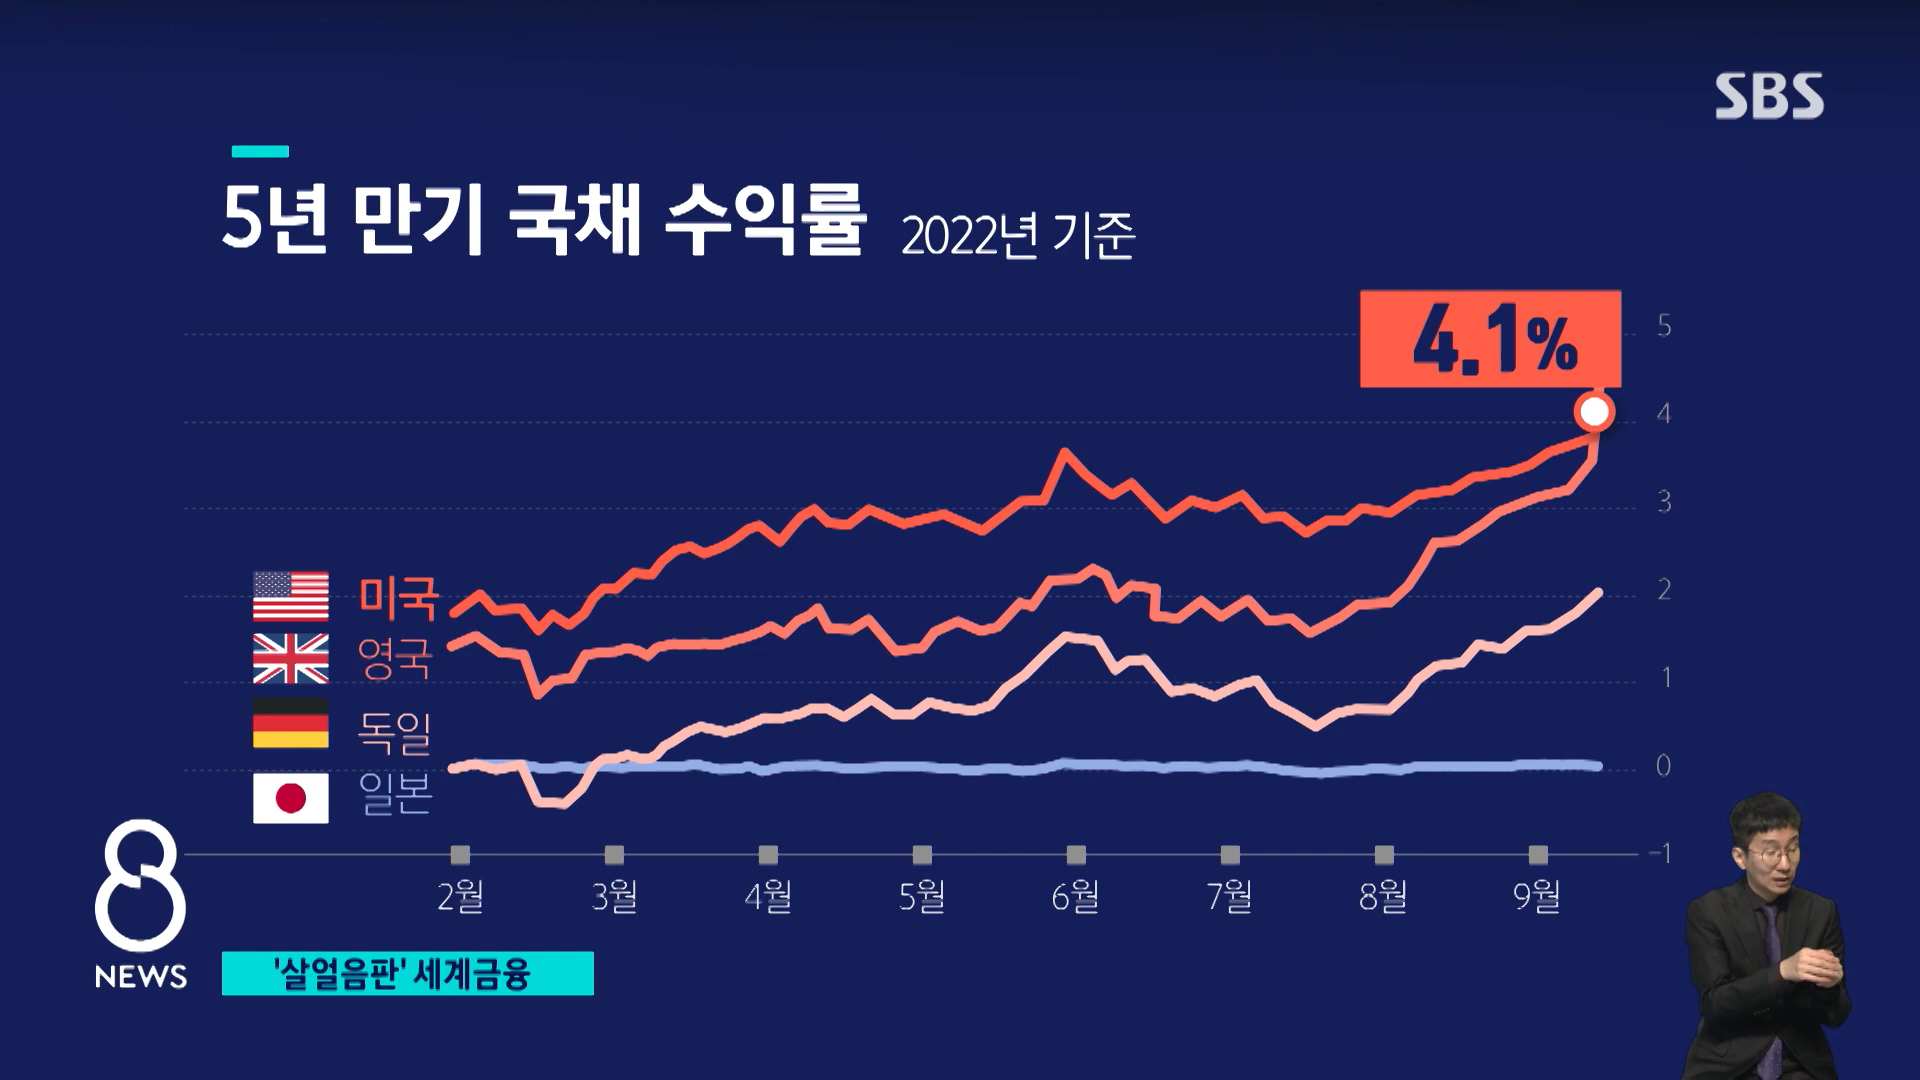 SBS
5년 만기 국채 수익률 2022년 기준
4.1%
5
4
3
2
1
0
-1
미국
영국
독일
일본
2월 3월 4월 5월 6월 7월 8월 9월
8
NEWS
'살얼음판' 세계금융